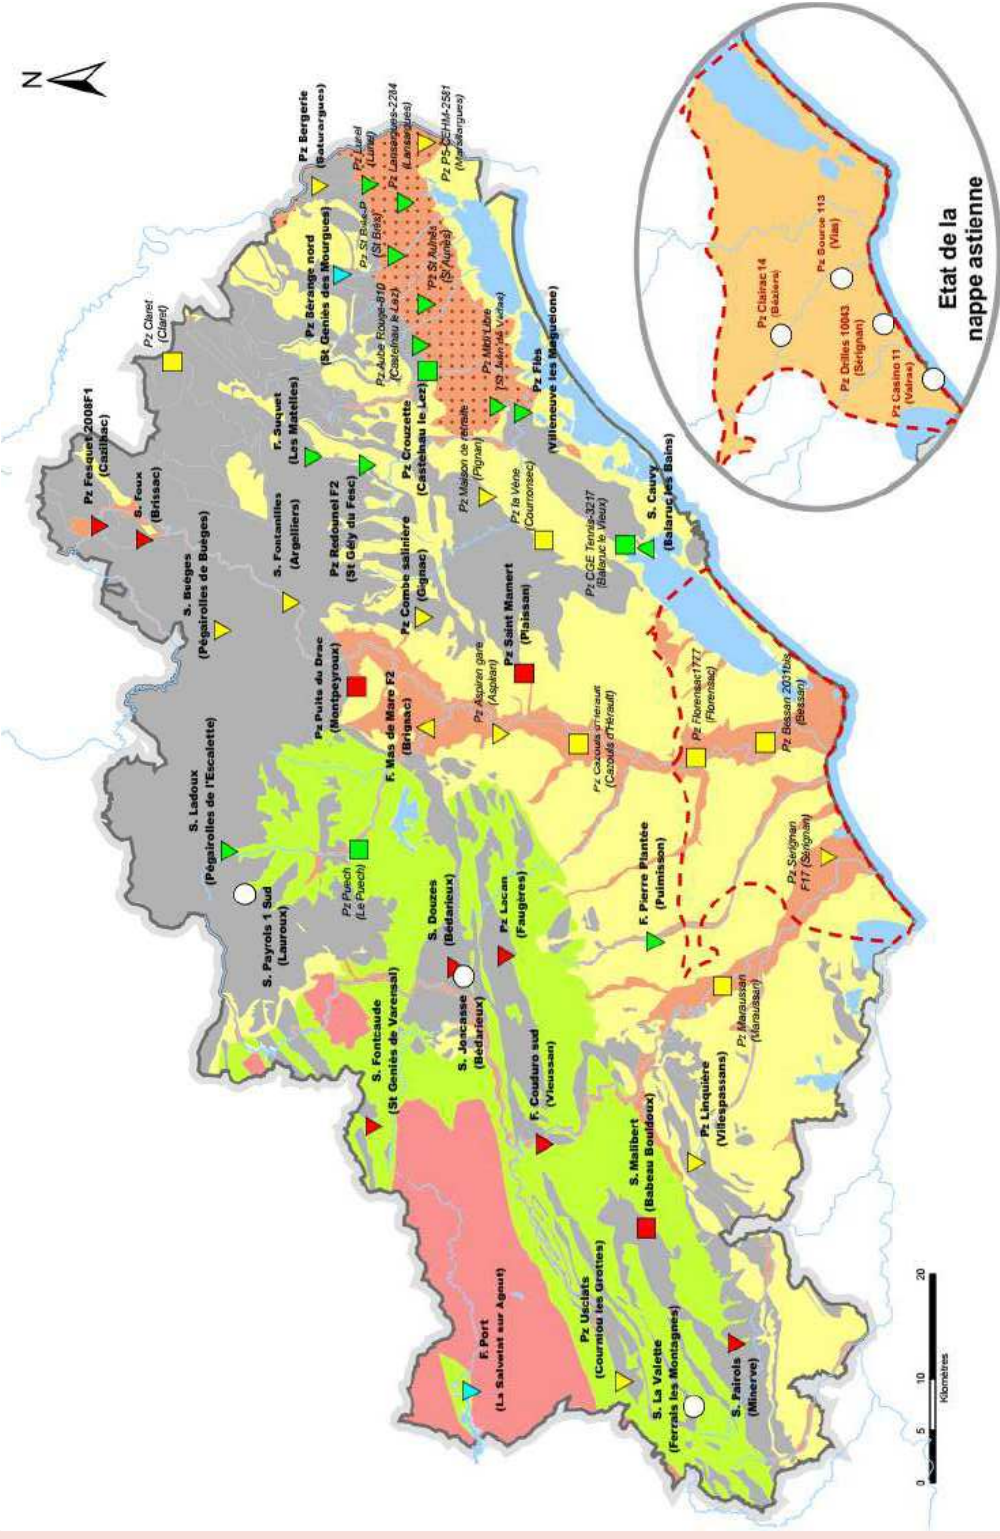 N
Pz Fesquet 2008F1
(Cazilhac)
S. Foux
(Brissac)
Pz Claret
(Claret)
Pz Bergerie
(Saturargues)
Pz Lunel
(Lunel)
Pz Lansargues-2284
(Lansargues)
Pz P5-CEHM-2581
(Marsillargues)
S. Buèges
(Pégairolles de Buèges)
F. Suquet
(Les Matelles)
Pz Bérange nord
(St Geniès des Mourgues)
(St Brès)
Pz St Aunès
(St Aunès)
S. Fontanilles
(Argelliers)
Pz Redounel F2
(St Gély du Fesc)
Pz Aube Rouge-810
(Castelnau le Lez)
Pz Crouzette
(Castelnau le Lez)
Pz Midi Libre
(St Jean de Védas)
Pz Flès
(Villeneuve les Maguelone)
S. Ladoux
(Pégairolles de l'Escalette)
Pz Puits du Drac
(Montpeyroux)
Pz Combe salinière
(Gignac)
Pz Maison de retraite
(Pignan)
Pz la Vène
(Cournonsec)
S. Payrols 1 Sud
(Lauroux)
Pz Puech
(Le Puech)
F. Mas de Mare F2
(Brignac)
Pz Aspiran gare
(Aspiran)
Pz Saint Mamert
(Plaissan)
Pz CGE Tennis-3217
(Balaruc le Vieux)
S. Cauvy
(Balaruc les Bains)
S. Fontcaude
(St Geniès de Varensal)
S. Douzes
(Bédarieux)
S. Joncasse
(Bédarieux)
Pz Lacan
(Faugères)
Pz Cazouls d'Hérault
(Cazouls d'Hérault)
Pz Florensac1777
(Florensac)
Pz Bessan 2031bis
(Bessan)
F. Couduro sud
(Vieussan)
F. Pierre Plantée
(Puimisson)
Pz Sérignan
F17 (Sérignan)
F. Port
(La Salvetat sur Agout)
S. Malibert
(Babeau Bouldoux)
Pz Linquière
(Villespassans)
Pz Maraussan
(Maraussan)
Pz Usclats
(Courniou les Grottes)
S. La Valette
(Ferrals les Montagnes)
S. Pairols
(Minerve)
0 5 10 20
Kilomètres
Pz Clairac 14
(Béziers)
Pz Source 113
(Vias)
Pz Drilles 10043
(Sérignan)
Pz Casino 11
(Valras)
Etat de la
nappe astienne